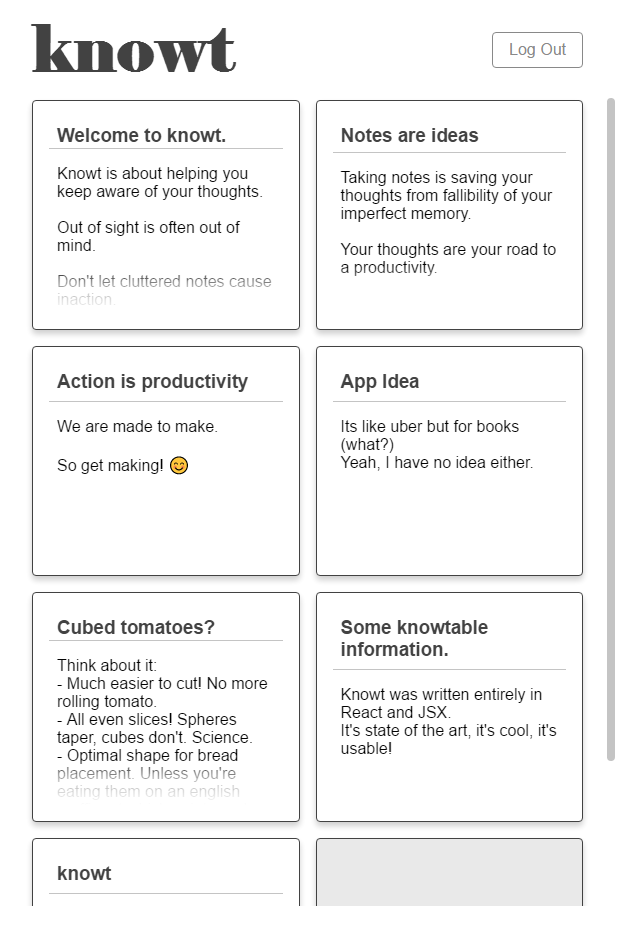 knowt
Log Out
Welcome to knowt.
Knowt is about helping you
keep aware of your thoughts.
Out of sight is often out of
mind.
Don't let cluttered notes cause
inaction.
Notes are ideas
Taking notes is saving your
thoughts from fallibility of your
imperfect memory.
Your thoughts are your road to
a productivity.
Action is productivity
We are made to make.
So get making! 😊
App Idea
Its like uber but for books
(what?)
Yeah, I have no idea either.
Cubed tomatoes?
Think about it:
- Much easier to cut! No more
rolling tomato.
- All even slices! Spheres
taper, cubes don't. Science.
- Optimal shape for bread
placement. Unless you're
eating them on an english
Some knowtable
information.
Knowt was written entirely in
React and JSX.
It's state of the art, it's cool, it's
usable!
knowt